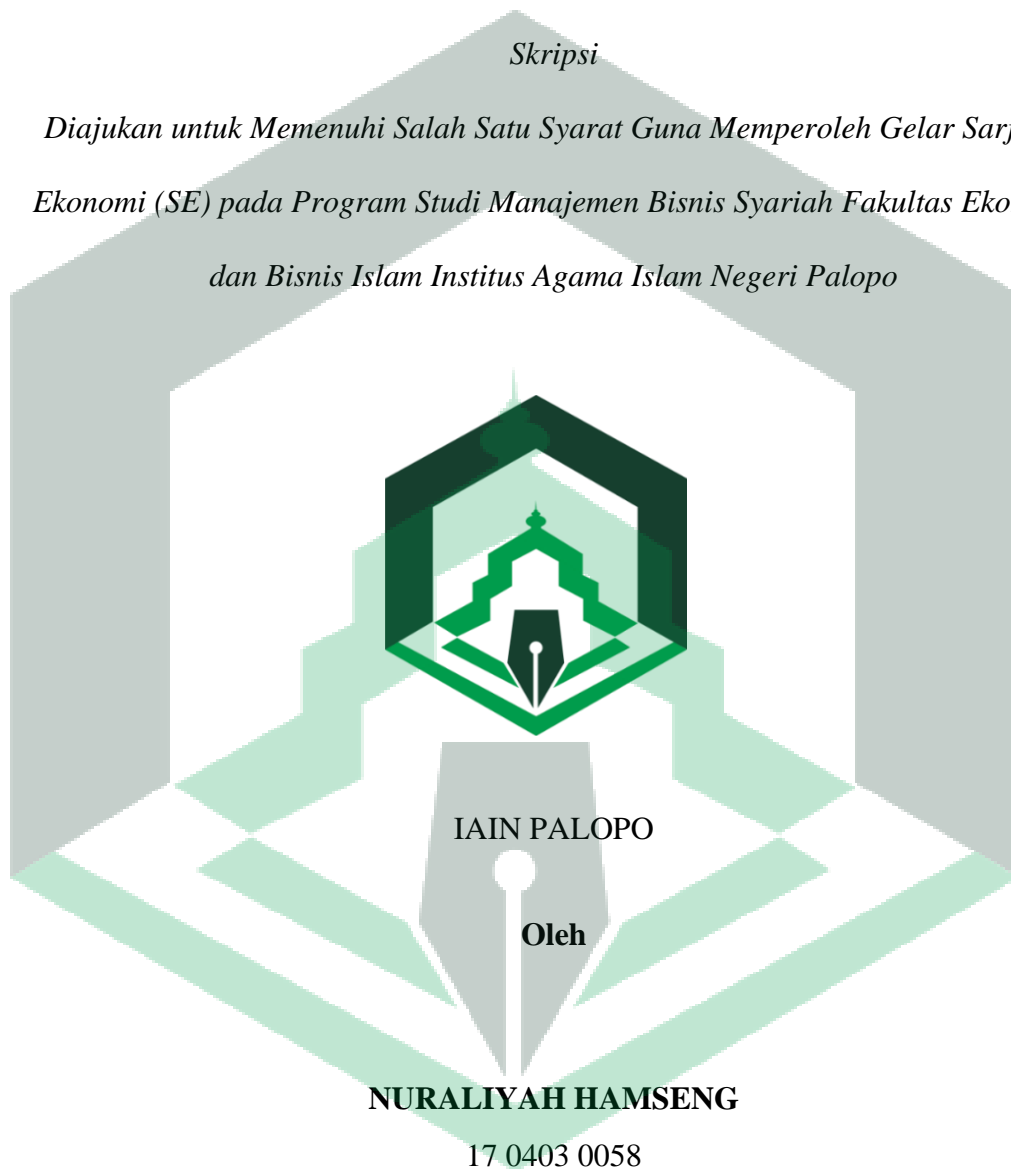 Skripsi
Diajukan untuk Memenuhi Salah Satu Syarat Guna Memperoleh Gelar Sarj
Ekonomi (SE) pada Program Studi Manajemen Bisnis Syariah Fakultas Eko
dan Bisnis Islam Institus Agama Islam Negeri Palopo
IAIN PALOPO
Oleh
NURALIYAH HAMSENG
17 0403 0058